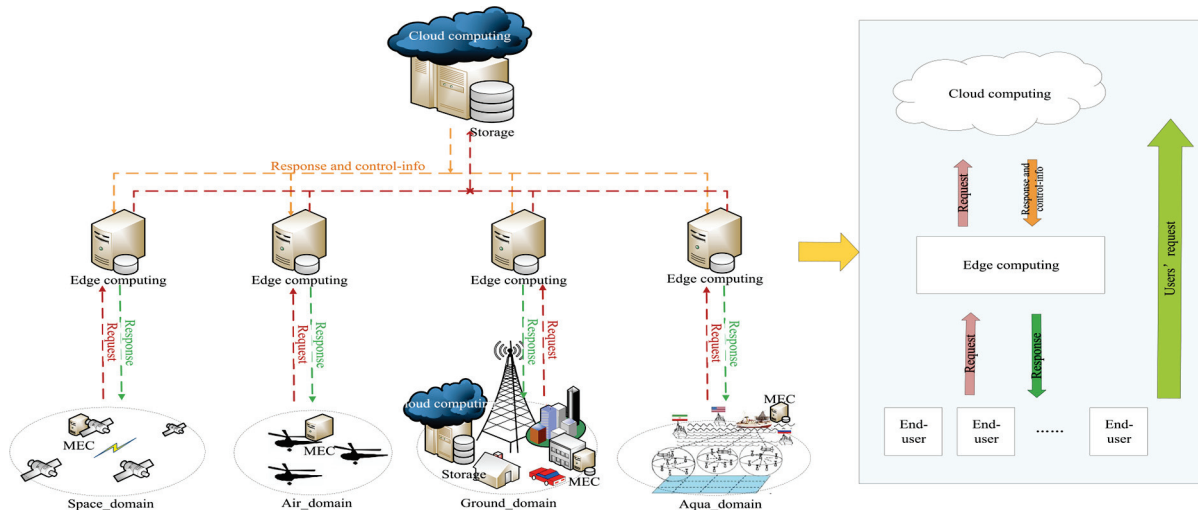 Cloud computing
Storage
Response and control-info
Edge computing
Edge computing
Edge computing
Edge computing
Request
Response
Request
Response
Response
Request
Request
Response
MEC
Space_domain
MEC
Air_domain
loud computing
Storage
MEC
Ground_domain
MEC
Aqua_domain
Cloud computing
Request
Response and
control-info
Edge computing
Request
Response
Users' request
End-
user
End-
user
......
End-
user